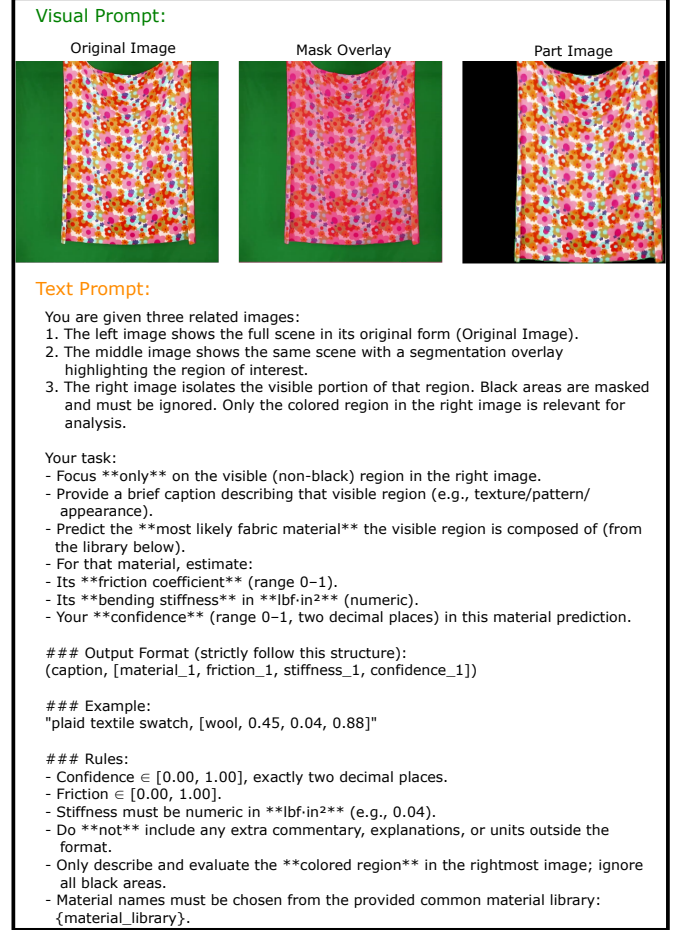 Visual Prompt:
Original Image
Mask Overlay
Part Image
Text Prompt:
You are given three related images:
1. The left image shows the full scene in its original form (Original Image).
2. The middle image shows the same scene with a segmentation overlay
highlighting the region of interest.
3. The right image isolates the visible portion of that region. Black areas are masked
and must be ignored. Only the colored region in the right image is relevant for
analysis.
Your task:
- Focus **only** on the visible (non-black) region in the right image.
- Provide a brief caption describing that visible region (e.g., texture/pattern/
appearance).
- Predict the **most likely fabric material** the visible region is composed of (from
the library below).
- For that material, estimate:
- Its **friction coefficient** (range 0–1).
- Its **bending stiffness** in **lbf·in²** (numeric).
- Your **confidence** (range 0–1, two decimal places) in this material prediction.
### Output Format (strictly follow this structure):
(caption, [material_1, friction_1, stiffness_1, confidence_1])
### Example:
"plaid textile swatch, [wool, 0.45, 0.04, 0.88]"
### Rules:
- Confidence ∈ [0.00, 1.00], exactly two decimal places.
- Friction ∈ [0.00, 1.00].
- Stiffness must be numeric in **lbf·in²** (e.g., 0.04).
- Do **not** include any extra commentary, explanations, or units outside the
format.
- Only describe and evaluate the **colored region** in the rightmost image; ignore
all black areas.
- Material names must be chosen from the provided common material library:
{material_library}.